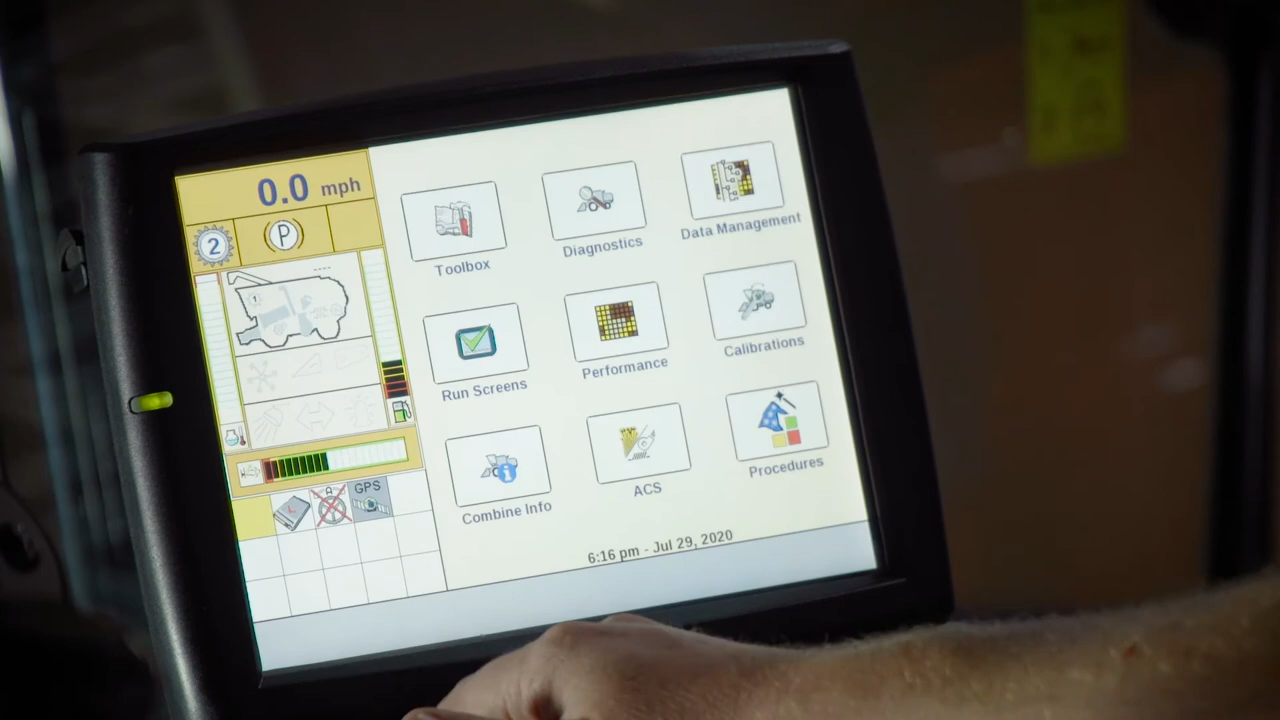 0.0 mph
2
P
GPS
Toolbox
Diagnostics
Data Management
Run Screens
Performance
Calibrations
Combine Info
ACS
Procedures
6:16 pm - Jul 29, 2020